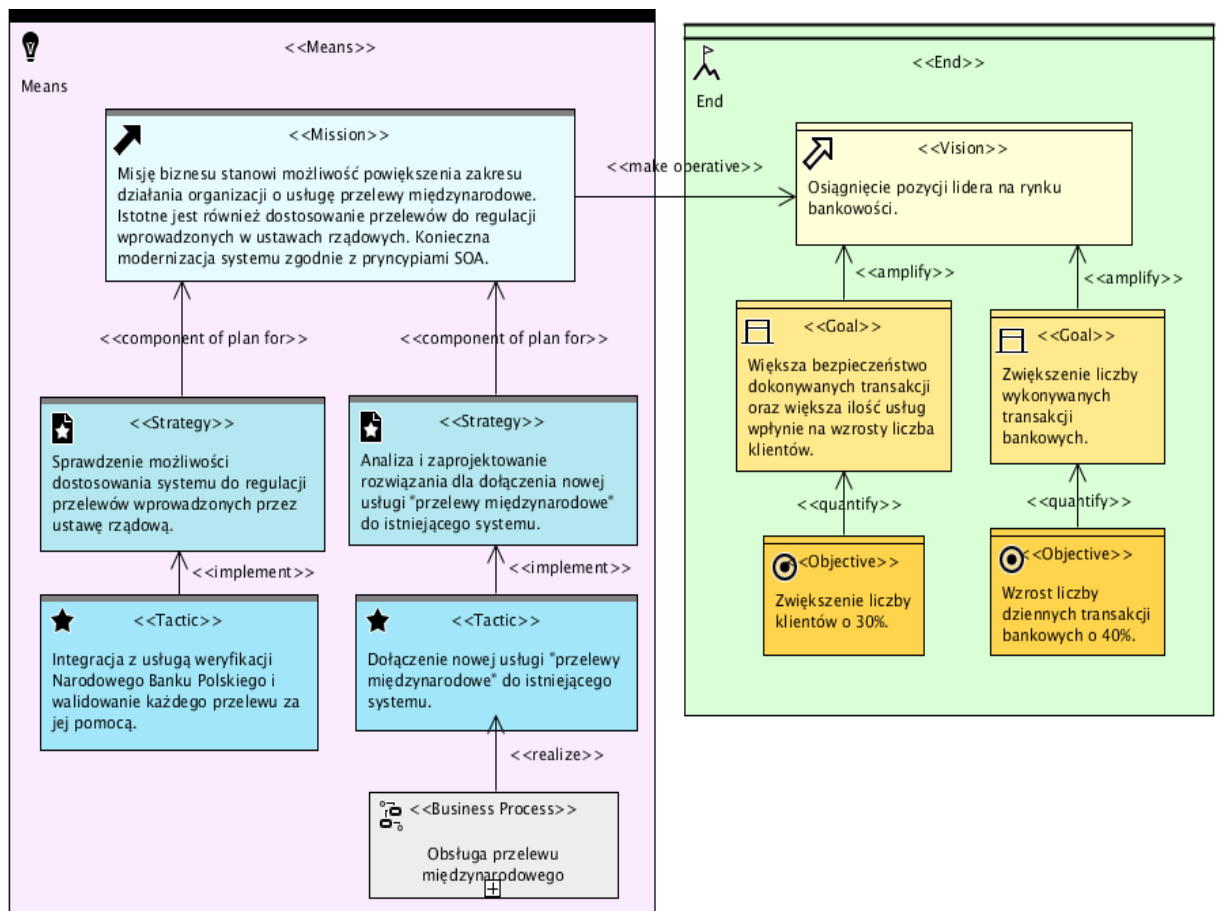 <<Means>>
Means
<<Mission>>
Misję biznesu stanowi możliwość powiększenia zakresu
działania organizacji o usługę przelewy międzynarodowe.
Istotne jest również dostosowanie przelewów do regulacji
wprowadzonych w ustawach rządowych. Konieczna
modernizacja systemu zgodnie z pryncypiami SOA.
<<component of plan for>>
<<component of plan for>>
<<Strategy>>
Sprawdzenie możliwości
dostosowania systemu do regulacji
przelewów wprowadzonych przez
ustawę rządową.
<<Strategy>>
Analiza i zaprojektowanie
rozwiązania dla dołączenia nowej
usługi "przelewy międzynarodowe"
do istniejącego systemu.
<<implement>>
<<implement>>
<<Tactic>>
Integracja z usługą weryfikacji
Narodowego Banku Polskiego i
walidowanie każdego przelewu za
jej pomocą.
<<Tactic>>
Dołączenie nowej usługi "przelewy
międzynarodowe" do istniejącego
systemu.
<<realize>>
<<Business Process>>
Obsługa przelewu
międzynarodowego
<<make operative>>
<<End>>
End
<<Vision>>
Osiągnięcie pozycji lidera na rynku
bankowości.
<<amplify>>
<<amplify>>
<<Goal>>
Większa bezpieczeństwo
dokonywanych transakcji
oraz większa ilość usług
wpłynie na wzrosty liczba
klientów.
<<Goal>>
Zwiększenie liczby
wykonywanych
transakcji
bankowych.
<<quantify>>
<<quantify>>
<<Objective>>
Zwiększenie liczby
klientów o 30%.
<<Objective>>
Wzrost liczby
dziennych transakcji
bankowych o 40%.